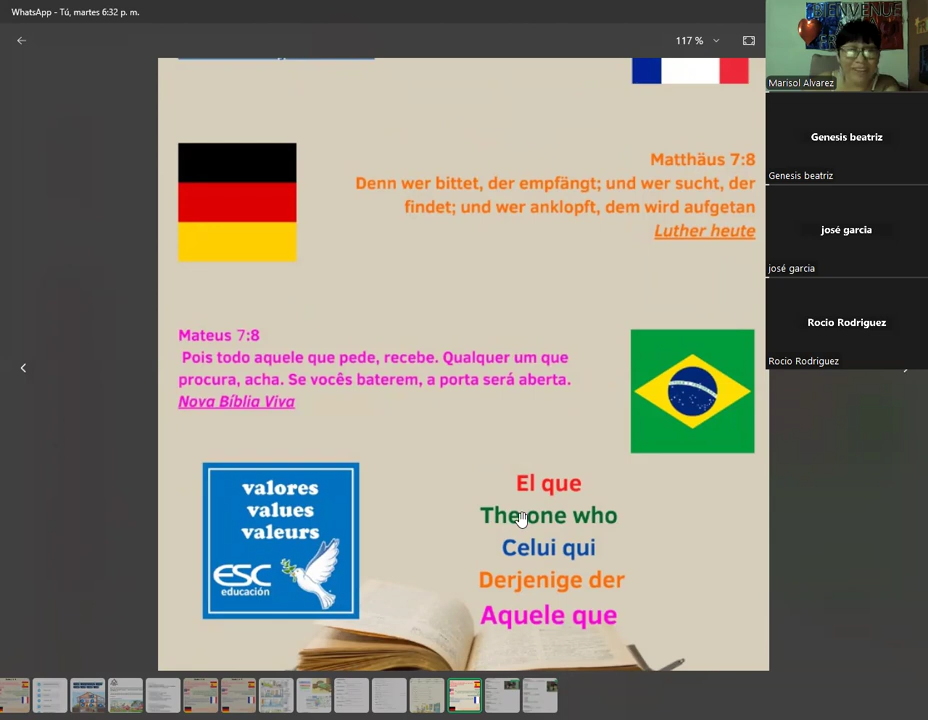 WhatsApp - Tú, martes 6:32 p. m.
117 %
BIENVENUE
Marisol Alvarez
Genesis beatriz
Genesis beatriz
josé garcia
josé garcia
Rocio Rodriguez
Rocio Rodriguez
Matthäus 7:8
Denn wer bittet, der empfängt; und wer sucht, der
findet; und wer anklopft, dem wird aufgetan
Luther heute
Mateus 7:8
Pois todo aquele que pede, recebe. Qualquer um que
procura, acha. Se vocês baterem, a porta será aberta.
Nova Bíblia Viva
valores
values
valeurs
esc
educación
El que
The one who
Celui qui
Derjenige der
Aquele que